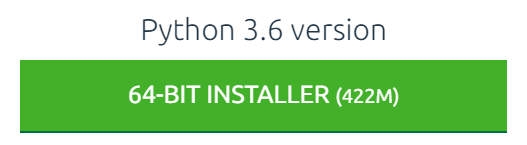 Python 3.6 version
64-BIT INSTALLER (422M)